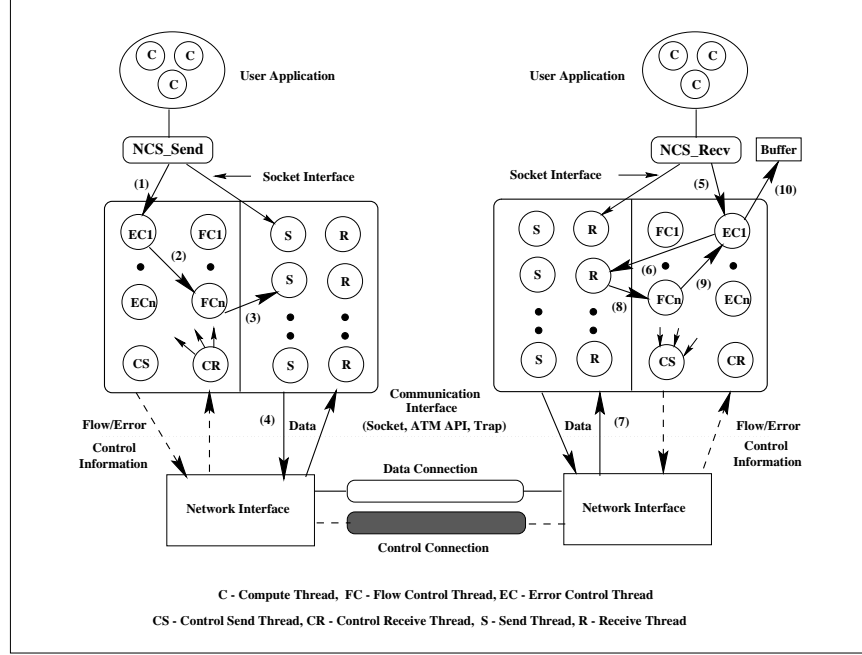 C C C
User Application
NCS_Send
(1)
Socket Interface
EC1 FC1 S R
(2)
ECn FCn S R
(3)
CS CR S R
Flow/Error
Control
Information
(4) Data
Network Interface
C C C
User Application
NCS_Recv
Buffer
Socket Interface
(5) (10)
S R FC1 EC1
(6)
S R FCn ECn
(8) (9)
S R CS CR
Communication
Interface
(Socket, ATM API, Trap)
Data (7)
Flow/Error
Control
Information
Data Connection
Network Interface
Control Connection
C - Compute Thread, FC - Flow Control Thread, EC - Error Control Thread
CS - Control Send Thread, CR - Control Receive Thread, S - Send Thread, R - Receive Thread